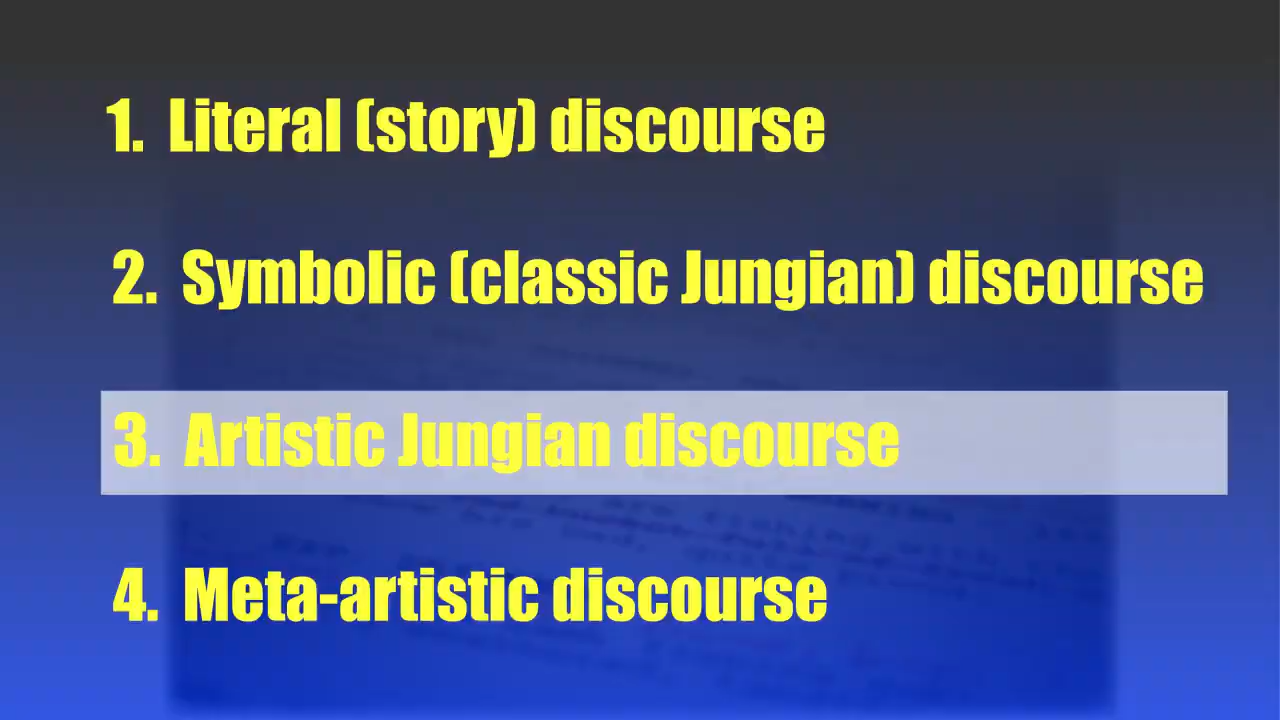 1. Literal (story) discourse
2. Symbolic (classic Jungian) discourse
3. Artistic Jungian discourse
4. Meta-artistic discourse